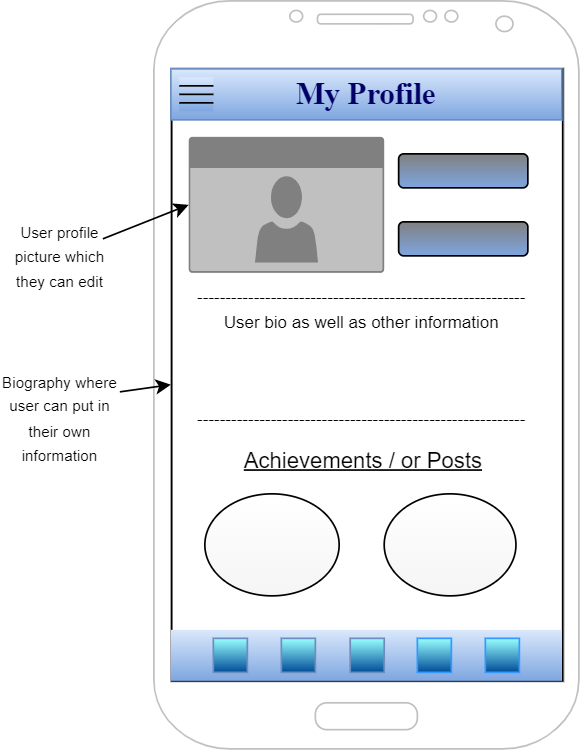 My Profile
User profile
picture which
they can edit
User bio as well as other information
Biography where
user can put in
their own
information
Achievements / or Posts